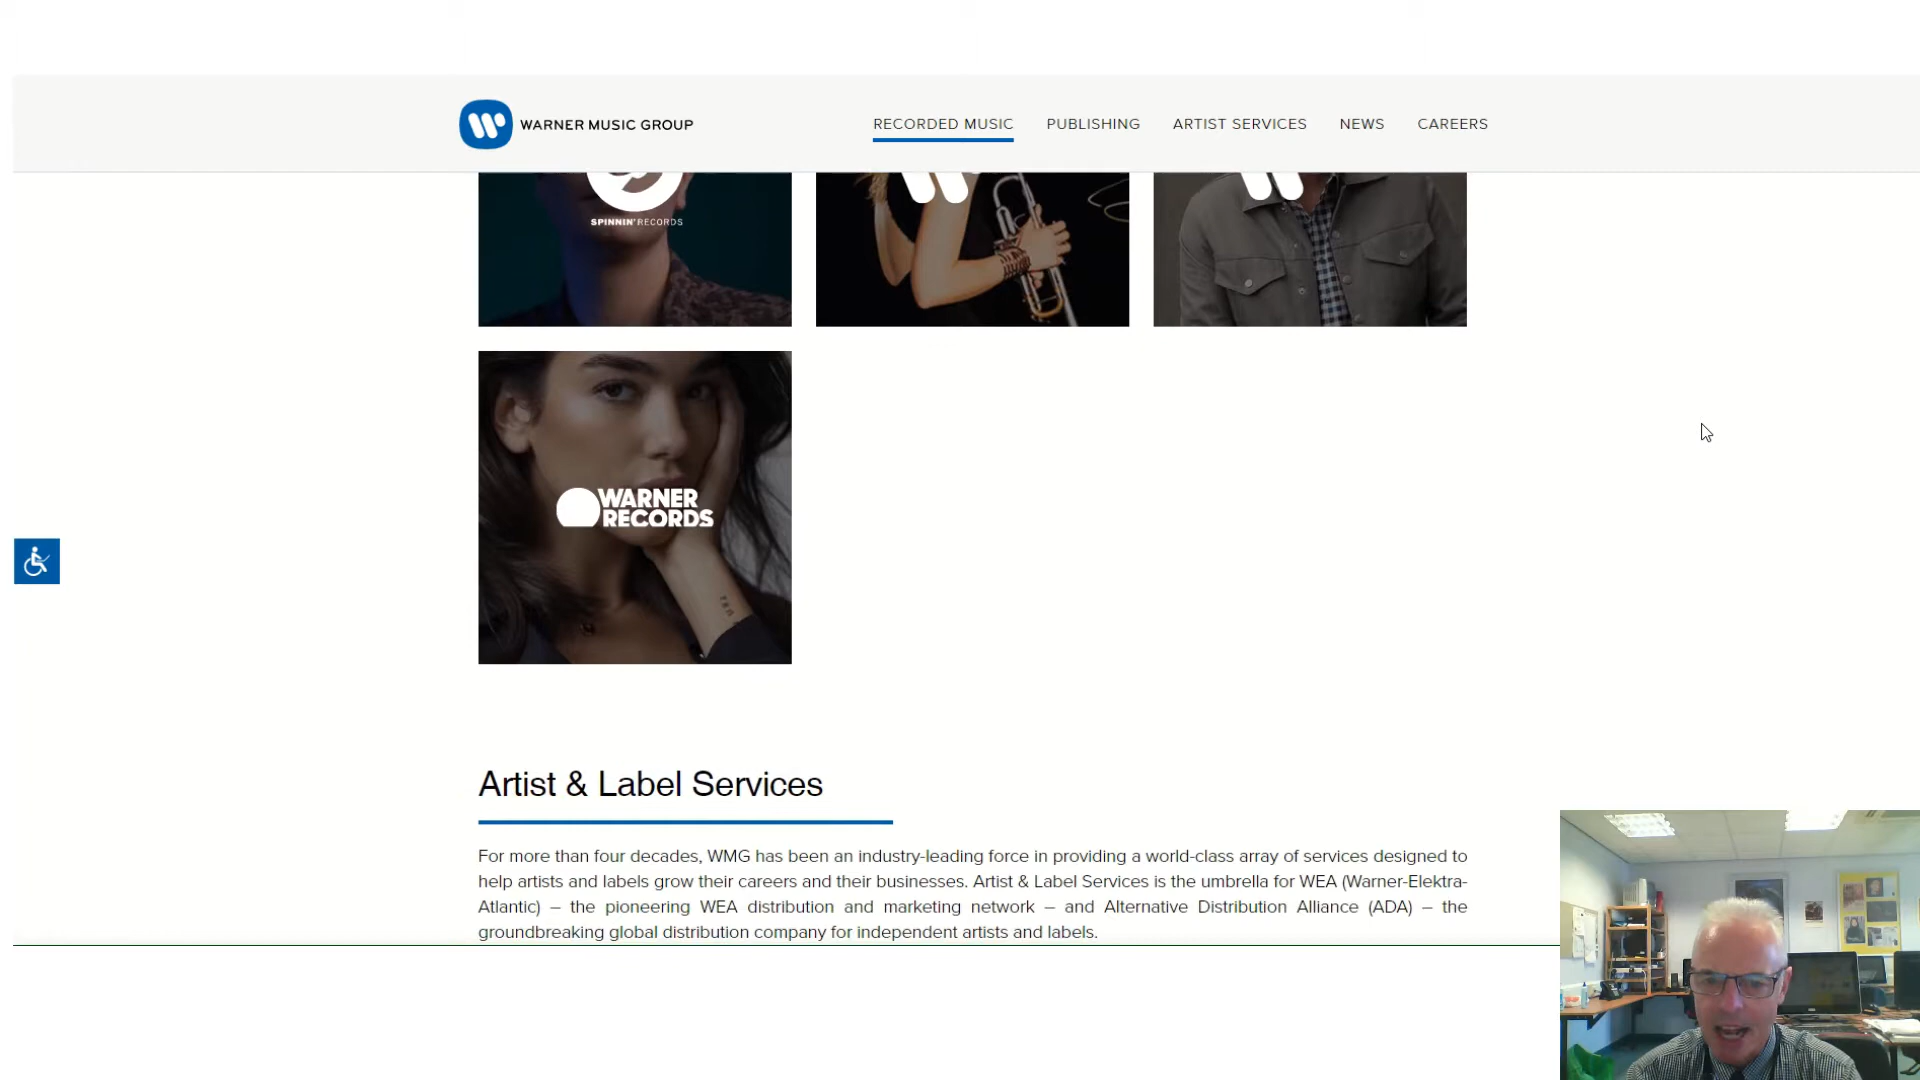 WARNER MUSIC GROUP
RECORDED MUSIC
PUBLISHING
ARTIST SERVICES
NEWS
CAREERS
SPINNIN' RECORDS
WARNER
RECORDS
Artist & Label Services
For more than four decades, WMG has been an industry-leading force in providing a world-class array of services designed to
help artists and labels grow their careers and their businesses. Artist & Label Services is the umbrella for WEA (Warner-Elektra-
Atlantic) – the pioneering WEA distribution and marketing network – and Alternative Distribution Alliance (ADA) – the
groundbreaking global distribution company for independent artists and labels.